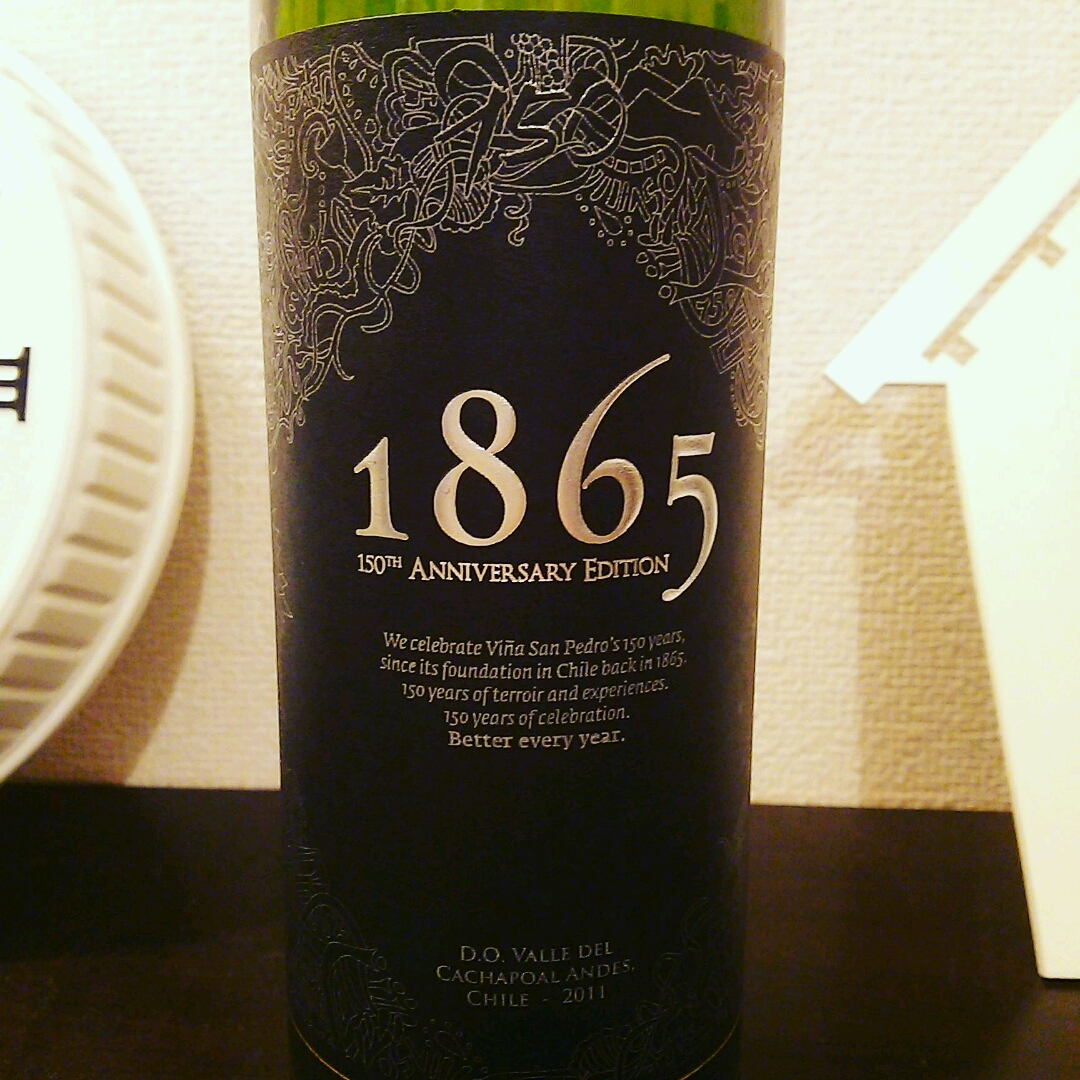 150
1865
150TH ANNIVERSARY EDITION
We celebrate Viña San Pedro's 150 years,
since its foundation in Chile back in 1865.
150 years of terroir and experiences.
150 years of celebration.
Better every year.
D.O. VALLE DEL
CACHAPOAL ANDES,
CHILE - 2011